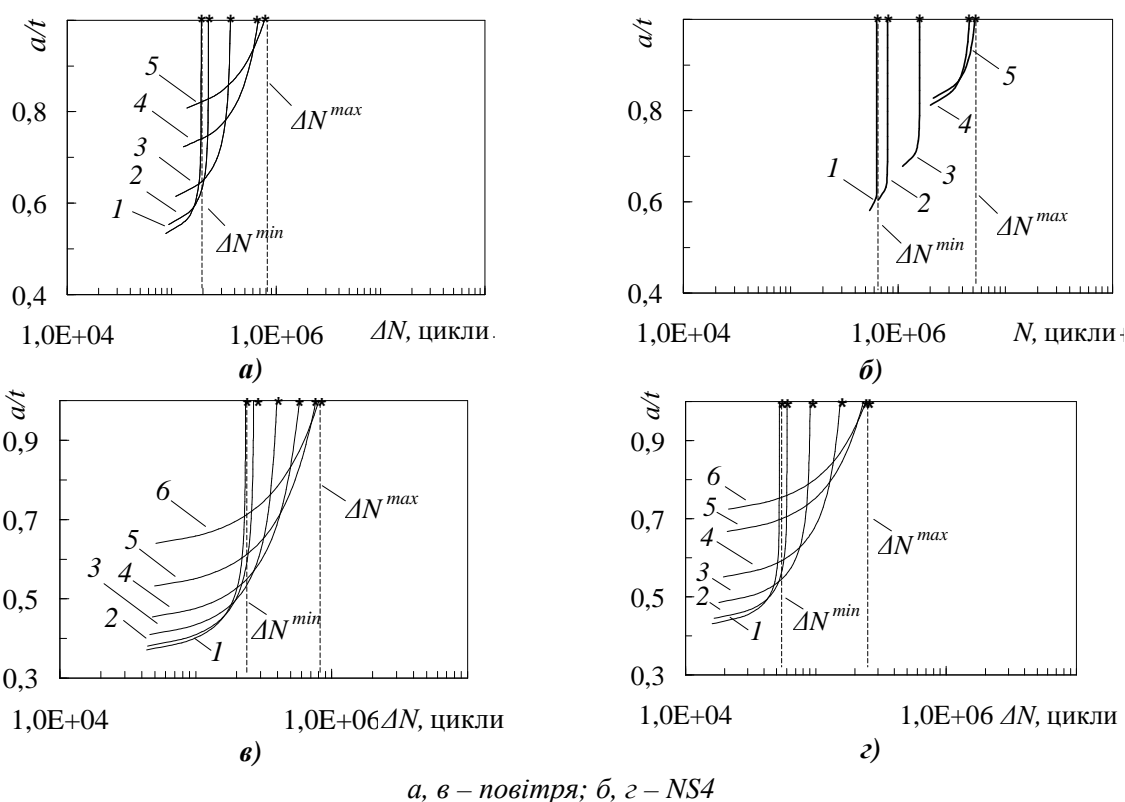 a/t
0,8
0,6
0,4
5
4
3
2
1
ΔN^max
ΔN^min
1,0E+04 1,0E+06 ΔN, цикли
а)
a/t
0,8
0,6
0,4
1
2
3
4
5
ΔN^max
ΔN^min
1,0E+04 1,0E+06 N, цикли
б)
a/t
0,9
0,7
0,5
0,3
6
5
4
3
2
1
ΔN^max
ΔN^min
1,0E+04 1,0E+06 ΔN, цикли
в)
a/t
0,9
0,7
0,5
0,3
6
5
4
3
2
1
ΔN^max
ΔN^min
1,0E+04 1,0E+06 ΔN, цикли
г)
а, в – повітря; б, г – NS4